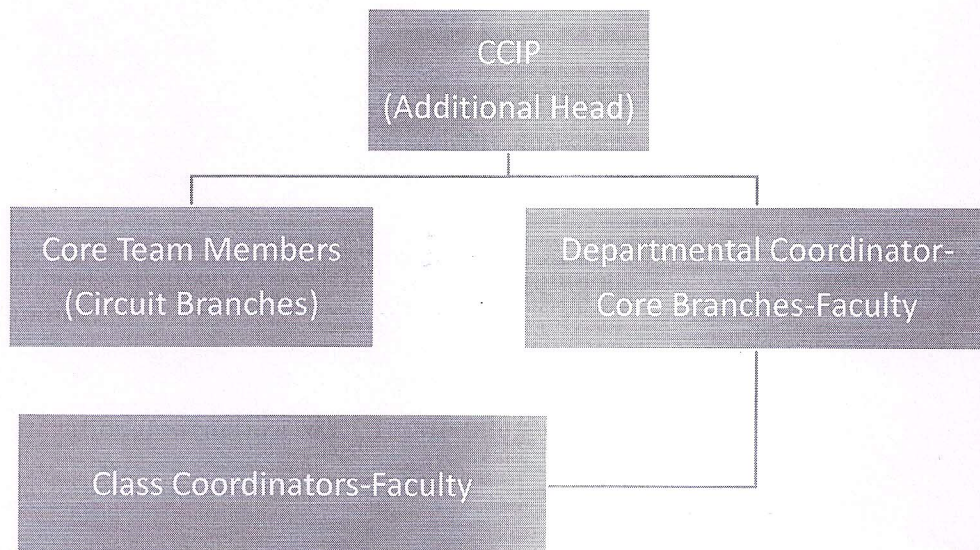 CCIP
(Additional Head)
Core Team Members
(Circuit Branches)
Departmental Coordinator-
Core Branches-Faculty
Class Coordinators-Faculty